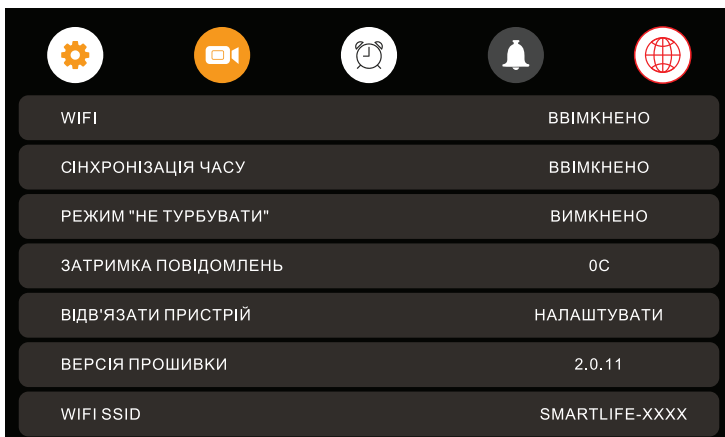 WIFI ВВІМКНЕНО
СІНХРОНІЗАЦІЯ ЧАСУ ВВІМКНЕНО
РЕЖИМ "НЕ ТУРБУВАТИ" ВИМКНЕНО
ЗАТРИМКА ПОВІДОМЛЕНЬ 0С
ВІДВ'ЯЗАТИ ПРИСТРІЙ НАЛАШТУВАТИ
ВЕРСІЯ ПРОШИВКИ 2.0.11
WIFI SSID SMARTLIFE-XXXX